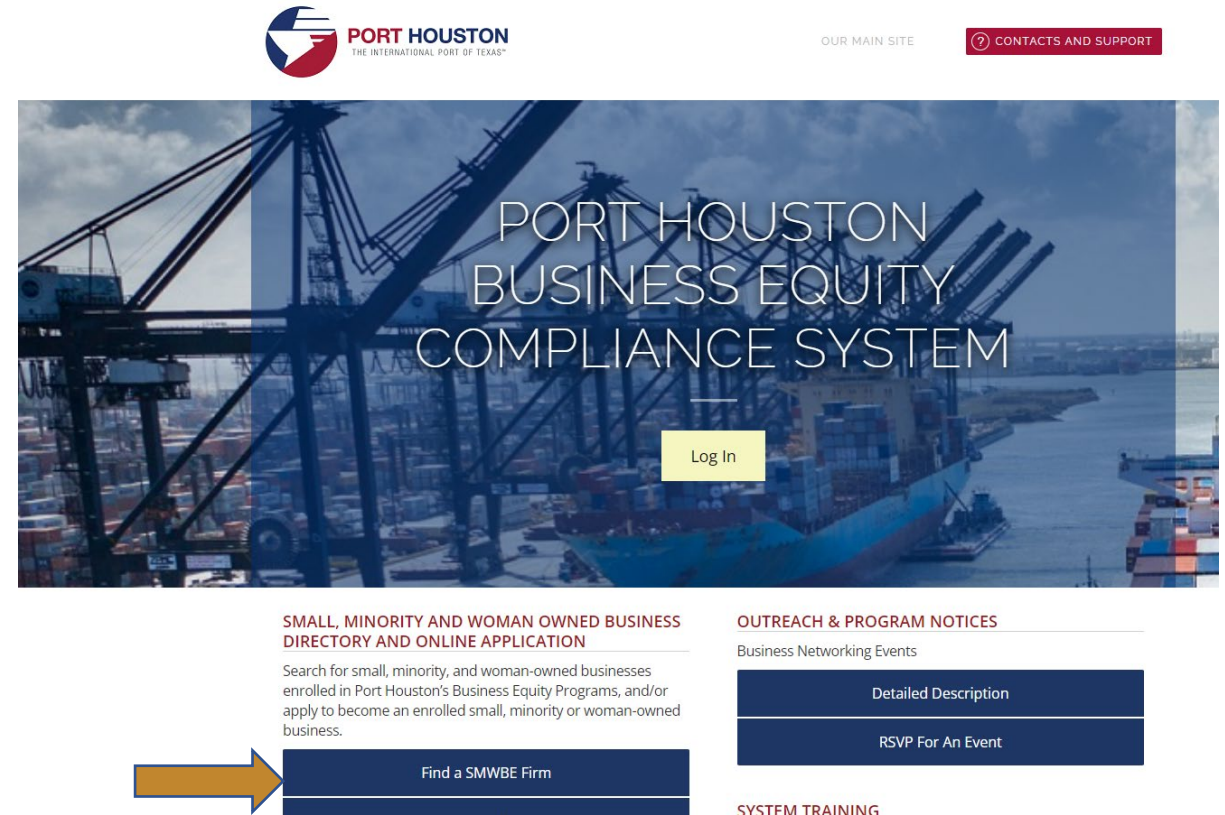 PORT HOUSTON
THE INTERNATIONAL PORT OF TEXAS℠
OUR MAIN SITE
? CONTACTS AND SUPPORT
PORT HOUSTON
BUSINESS EQUITY
COMPLIANCE SYSTEM
Log In
SMALL, MINORITY AND WOMAN OWNED BUSINESS
DIRECTORY AND ONLINE APPLICATION
Search for small, minority, and woman-owned businesses
enrolled in Port Houston’s Business Equity Programs, and/or
apply to become an enrolled small, minority or woman-owned
business.
Find a SMWBE Firm
OUTREACH & PROGRAM NOTICES
Business Networking Events
Detailed Description
RSVP For An Event
SYSTEM TRAINING